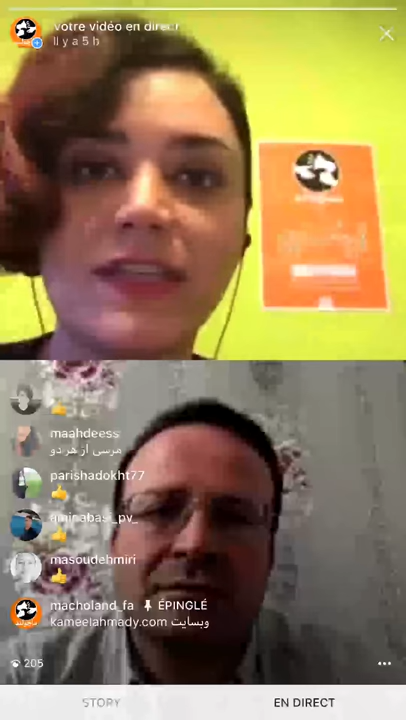 votre vidéo en direct
Il y a 5 h
maahdeess
مرسی از هر دو
parishadokht77
aminabasi_pv_
masoudehmiri
macholand_fa ÉPINGLÉ
kameelahmady.com وبسایت
205
STORY
EN DIRECT